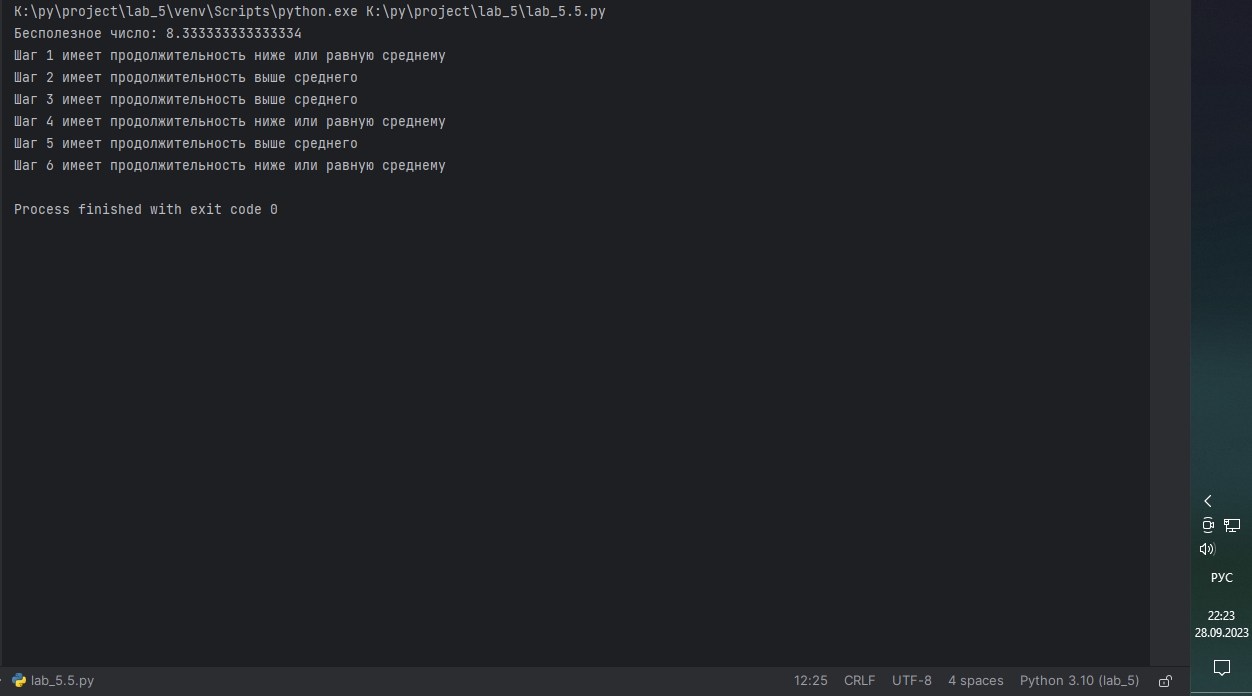 K:\py\project\lab_5\venv\Scripts\python.exe K:\py\project\lab_5\lab_5.5.py
Бесполезное число: 8.333333333333334
Шаг 1 имеет продолжительность ниже или равную среднему
Шаг 2 имеет продолжительность выше среднего
Шаг 3 имеет продолжительность выше среднего
Шаг 4 имеет продолжительность ниже или равную среднему
Шаг 5 имеет продолжительность выше среднего
Шаг 6 имеет продолжительность ниже или равную среднему
Process finished with exit code 0
РУС
22:23
28.09.2023
lab_5.5.py 12:25 CRLF UTF-8 4 spaces Python 3.10 (lab_5)